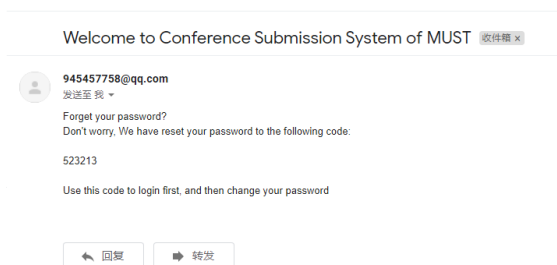 Welcome to Conference Submission System of MUST 收件箱 ×
945457758@qq.com
发送至 我
Forget your password?
Don't worry, We have reset your password to the following code:
523213
Use this code to login first, and then change your password
回复 转发